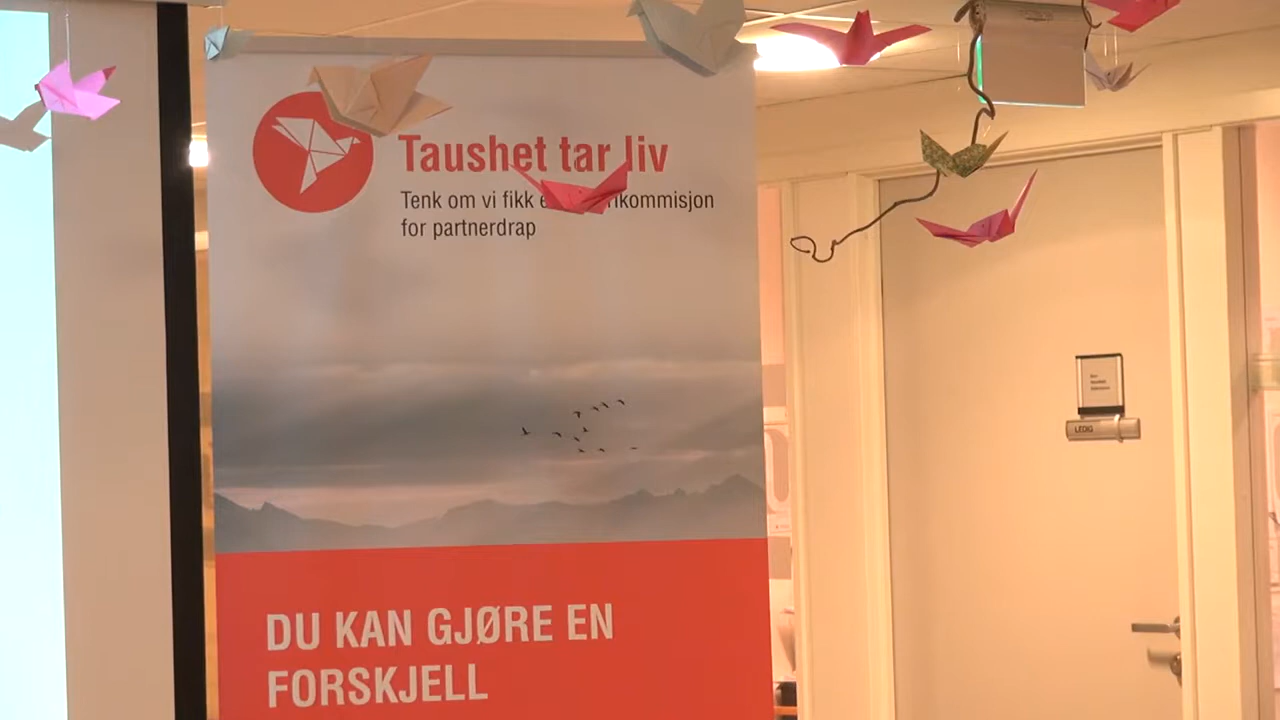 Taushet tar liv
Tenk om vi fikk
for partnerdrap
DU KAN GJØRE EN
FORSKJELL
LEDIG